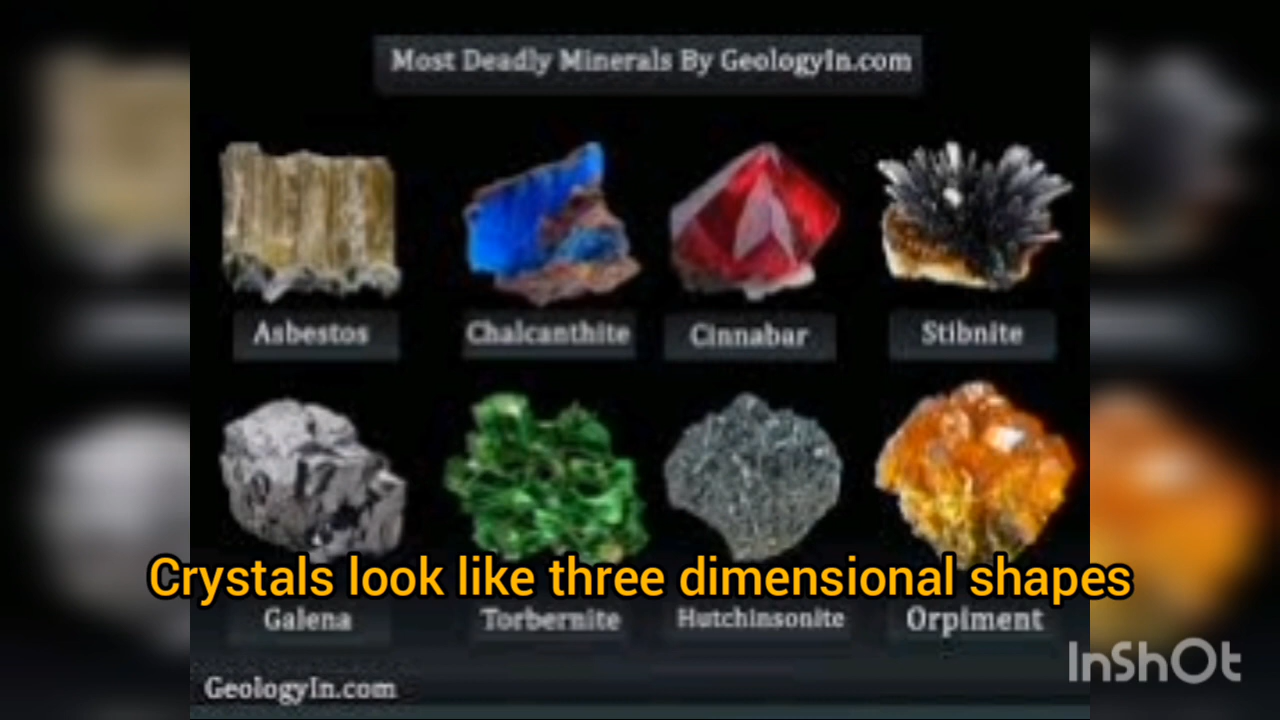 Most Deadly Minerals By GeologyIn.com
Asbestos
Chalcanthite
Cinnabar
Stibnite
Crystals look like three dimensional shapes
Galena
Torbernite
Hutchinsonite
Orpiment
InShOt
GeologyIn.com